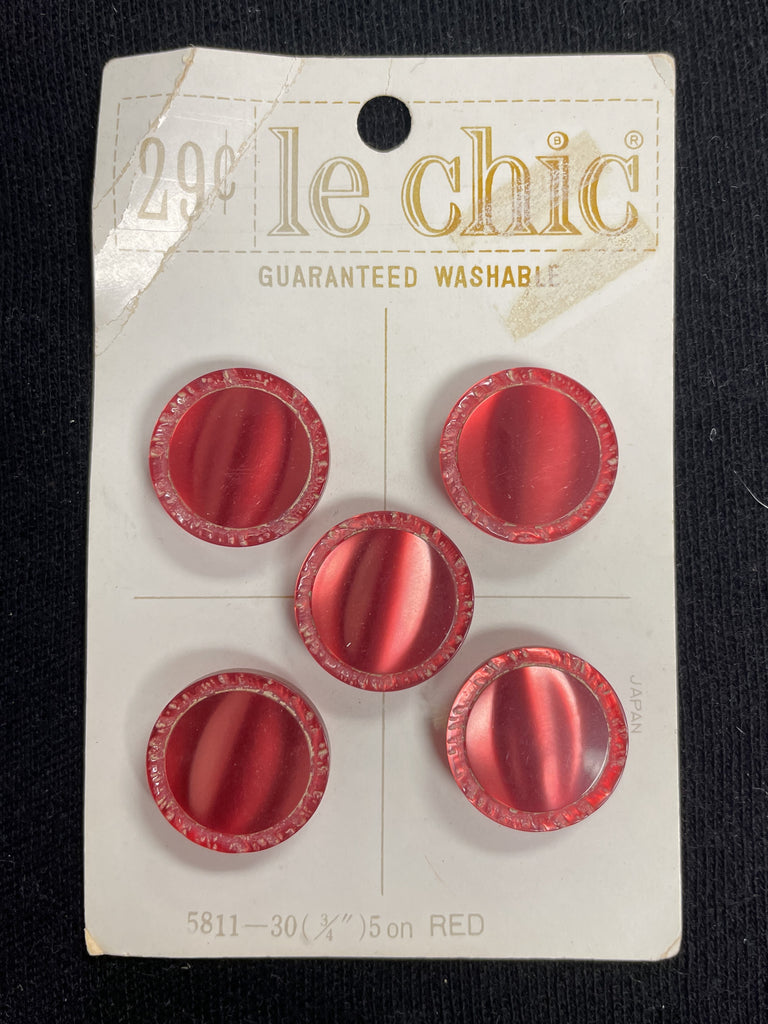 29¢ le chic B ®
GUARANTEED WASHABLE
JAPAN
5811—30(3/4″)5 on RED